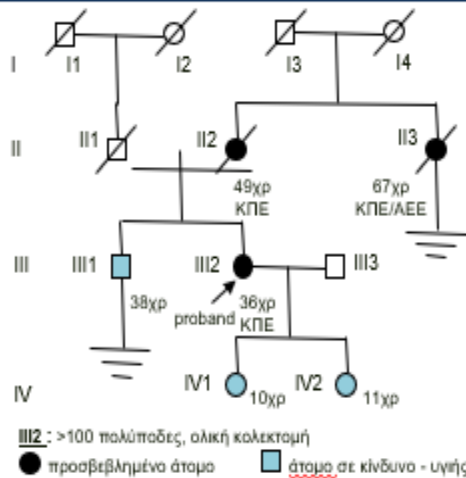 I I1 I2 I3 I4
II II1 II2 II3
49χρ 67χρ
ΚΠΕ ΚΠΕ/ΑΕΕ
III III1 III2 III3
38χρ 36χρ
proband ΚΠΕ
IV IV1 10χρ IV2 11χρ
III2 : >100 πολύποδες, ολική κολεκτομή
προσβεβλημένο άτομο άτομο σε κίνδυνο - υγιής